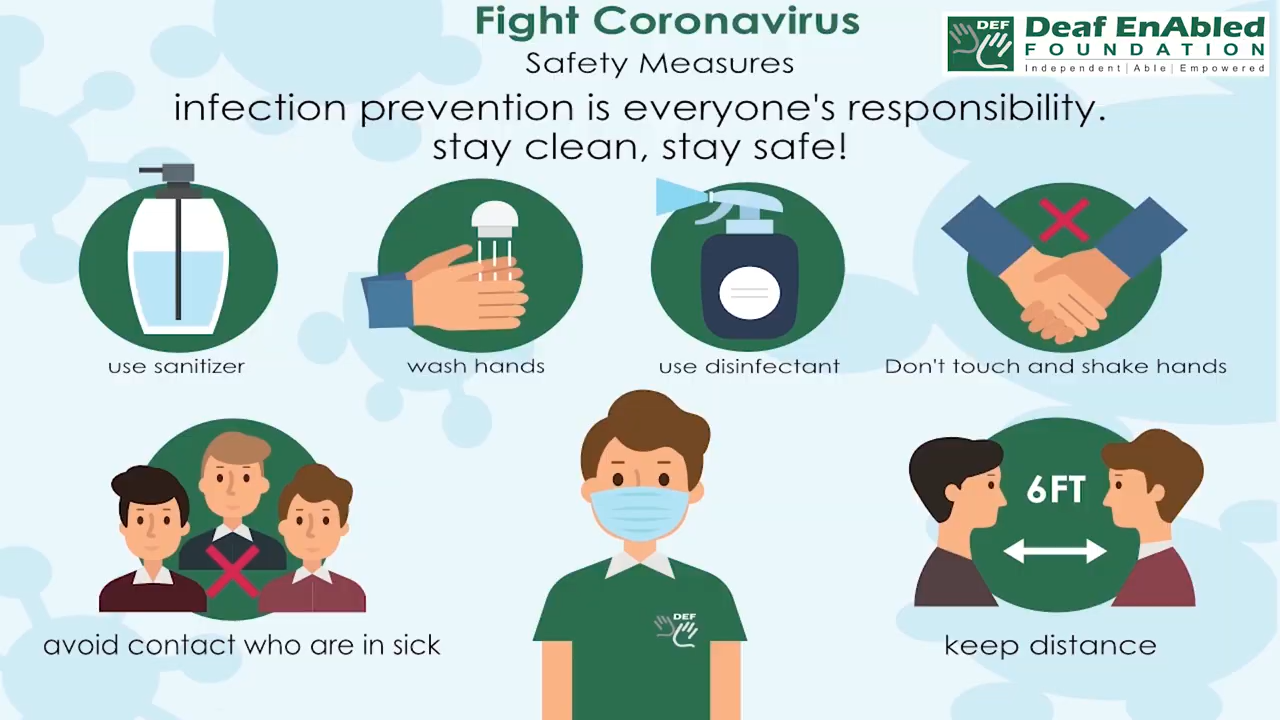 Fight Coronavirus
Safety Measures
DEF
Deaf EnAbled
FOUNDATION
Independent | Able | Empowered
infection prevention is everyone's responsibility.
stay clean, stay safe!
use sanitizer
wash hands
use disinfectant
Don't touch and shake hands
6FT
DEF
avoid contact who are in sick
keep distance